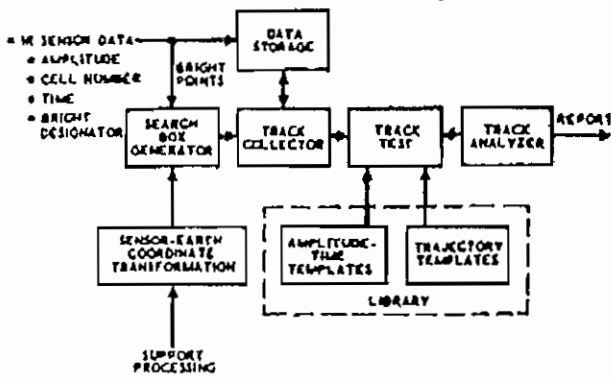 IR SENSOR DATA
AMPLITUDE
CELL NUMBER
TIME
BRIGHT
DESIGNATOR
BRIGHT
POINTS
DATA
STORAGE
SEARCH
BOX
GENERATOR
TRACK
COLLECTOR
TRACK
TEST
TRACK
ANALYZER
REPORT
SENSOR-EARTH
COORDINATE
TRANSFORMATION
AMPLITUDE-
TIME
TEMPLATES
TRAJECTORY
TEMPLATES
LIBRARY
SUPPORT
PROCESSING